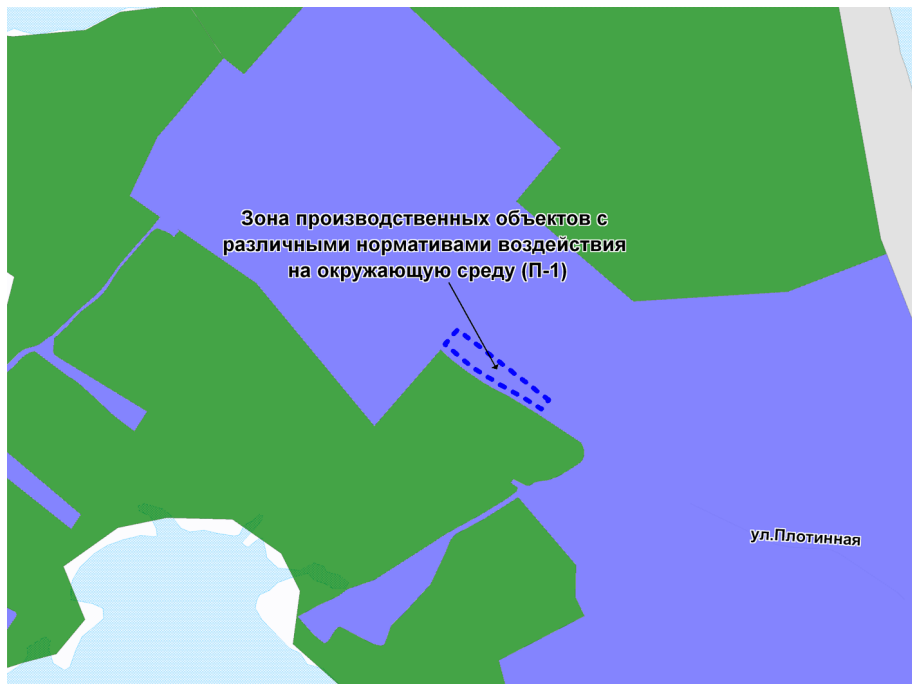 Зона производственных объектов с
различными нормативами воздействия
на окружающую среду (П-1)
ул.Плотинная